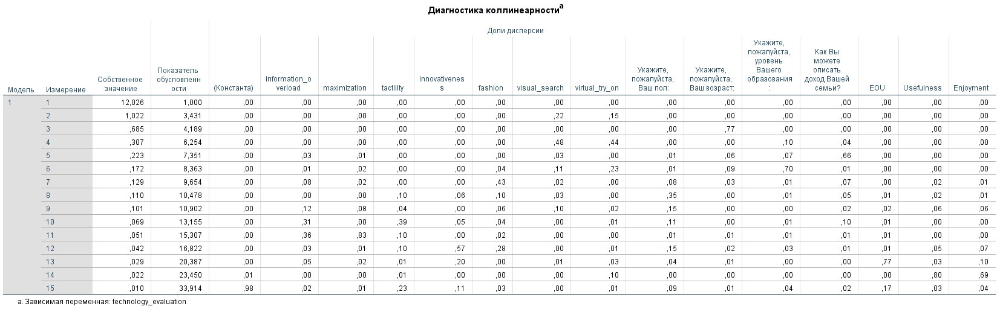 Диагностика коллинеарностиa
Доли дисперсии
Модель Измерение Собственное значение Показатель обусловленн ости (Константа) information_o verload maximization tactility innovativenes s fashion visual_search virtual_try_on Укажите, пожалуйста, Ваш пол: Укажите, пожалуйста, Ваш возраст: Укажите, пожалуйста, уровень Вашего образования : Как Вы можете описать доход Вашей семьи? EOU Usefulness Enjoyment
1 1 12,026 1,000 ,00 ,00 ,00 ,00 ,00 ,00 ,00 ,00 ,00 ,00 ,00 ,00 ,00 ,00 ,00
2 1,022 3,431 ,00 ,00 ,00 ,00 ,00 ,00 ,22 ,15 ,00 ,00 ,00 ,00 ,00 ,00 ,00
3 ,685 4,189 ,00 ,00 ,00 ,00 ,00 ,00 ,00 ,00 ,00 ,77 ,00 ,00 ,00 ,00 ,00
4 ,307 6,254 ,00 ,00 ,00 ,00 ,00 ,00 ,48 ,44 ,00 ,00 ,10 ,04 ,00 ,00 ,00
5 ,223 7,351 ,00 ,03 ,01 ,00 ,00 ,00 ,03 ,00 ,01 ,06 ,07 ,66 ,00 ,00 ,00
6 ,172 8,363 ,00 ,01 ,02 ,00 ,00 ,04 ,11 ,23 ,01 ,09 ,70 ,01 ,00 ,00 ,00
7 ,129 9,654 ,00 ,08 ,02 ,00 ,00 ,43 ,02 ,00 ,08 ,03 ,01 ,07 ,00 ,02 ,01
8 ,110 10,478 ,00 ,00 ,00 ,10 ,06 ,10 ,03 ,00 ,35 ,00 ,01 ,05 ,01 ,02 ,01
9 ,101 10,902 ,00 ,12 ,08 ,04 ,00 ,06 ,10 ,02 ,15 ,00 ,00 ,02 ,02 ,06 ,06
10 ,069 13,155 ,00 ,31 ,00 ,39 ,05 ,04 ,00 ,01 ,11 ,00 ,01 ,10 ,01 ,00 ,00
11 ,051 15,307 ,00 ,36 ,83 ,10 ,00 ,02 ,00 ,00 ,01 ,01 ,01 ,01 ,01 ,00 ,00
12 ,042 16,822 ,00 ,03 ,01 ,10 ,57 ,28 ,00 ,01 ,15 ,02 ,03 ,01 ,01 ,05 ,07
13 ,029 20,387 ,00 ,05 ,02 ,01 ,20 ,00 ,01 ,03 ,04 ,01 ,00 ,00 ,77 ,03 ,10
14 ,022 23,450 ,01 ,00 ,00 ,01 ,00 ,00 ,00 ,10 ,00 ,00 ,00 ,00 ,00 ,80 ,69
15 ,010 33,914 ,98 ,02 ,01 ,23 ,11 ,03 ,00 ,01 ,09 ,01 ,04 ,02 ,17 ,03 ,04
a. Зависимая переменная: technology_evaluation